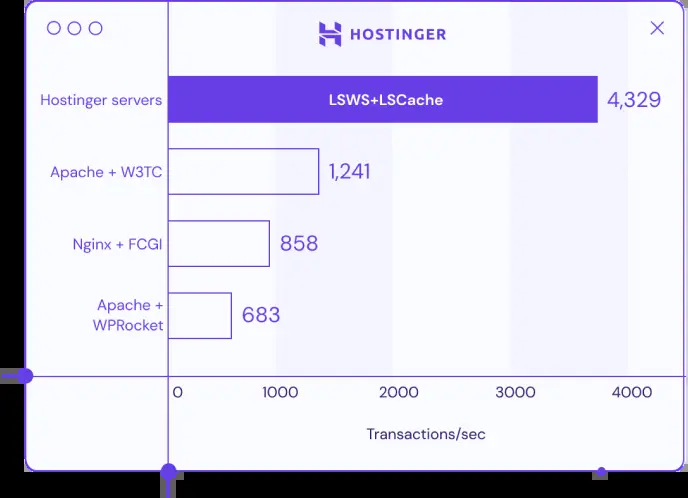 HOSTINGER
Hostinger servers
LSWS+LSCache
4,329
Apache + W3TC
1,241
Nginx + FCGI
858
Apache +
WPRocket
683
0 1000 2000 3000 4000
Transactions/sec